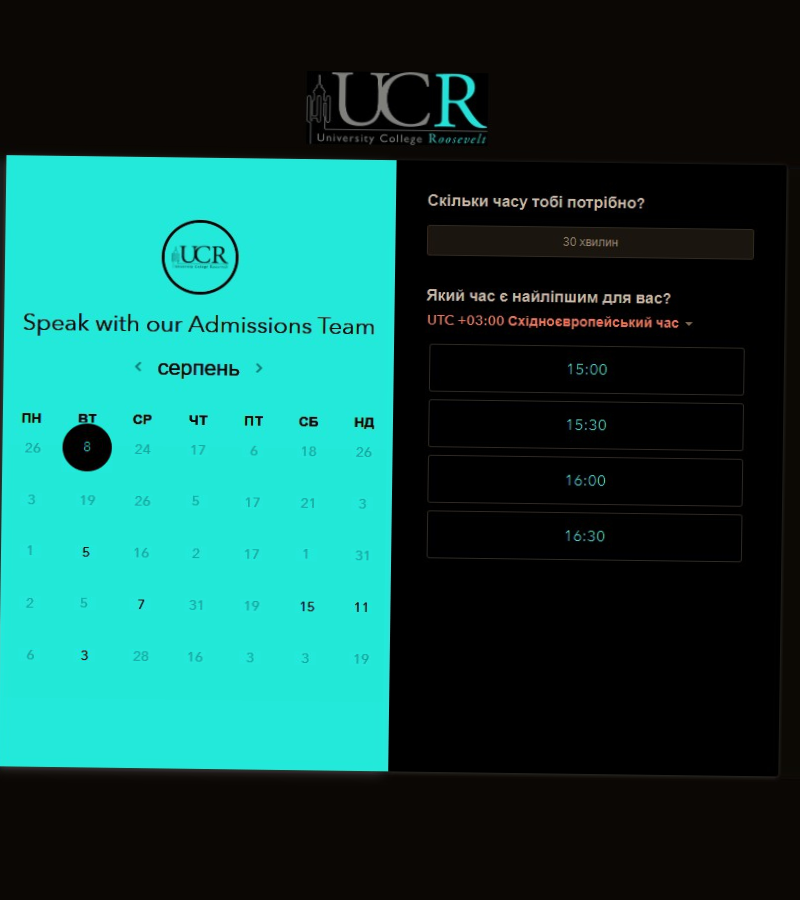 UCR
University College Roosevelt
UCR
University College Roosevelt
Speak with our Admissions Team
серпень
ПН ВТ СР ЧТ ПТ СБ НД
26 8 24 17 6 18 26
3 19 26 5 17 21 3
1 5 16 2 17 1 31
2 5 7 31 19 15 11
6 3 28 16 3 3 19
Скільки часу тобі потрібно?
30 хвилин
Який час є найліпшим для вас?
UTC +03:00 Східноєвропейський час
15:00
15:30
16:00
16:30